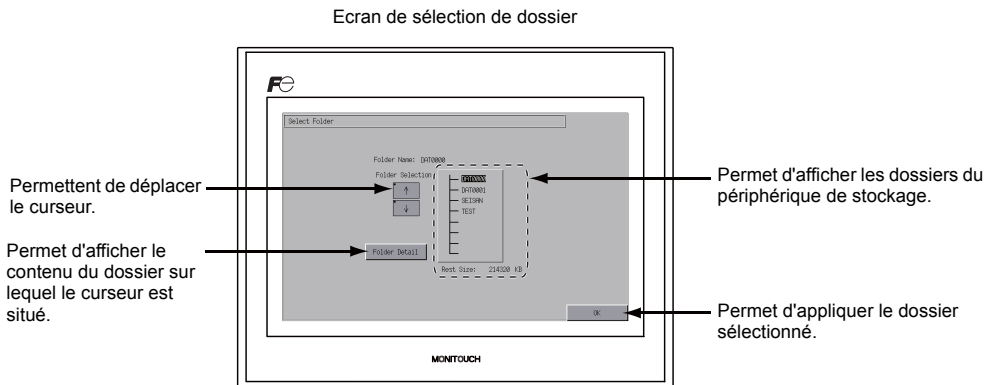 Ecran de sélection de dossier
Fe
Select Folder
Folder Name: DAT0000
Folder Selection
↑
↓
DAT0000
DAT0001
SEISAN
TEST
Folder Detail
Rest Size: 214320 KB
OK
MONITOUCH
Permettent de déplacer
le curseur.
Permet d'afficher le
contenu du dossier sur
lequel le curseur est
situé.
Permet d'afficher les dossiers du
périphérique de stockage.
Permet d'appliquer le dossier
sélectionné.